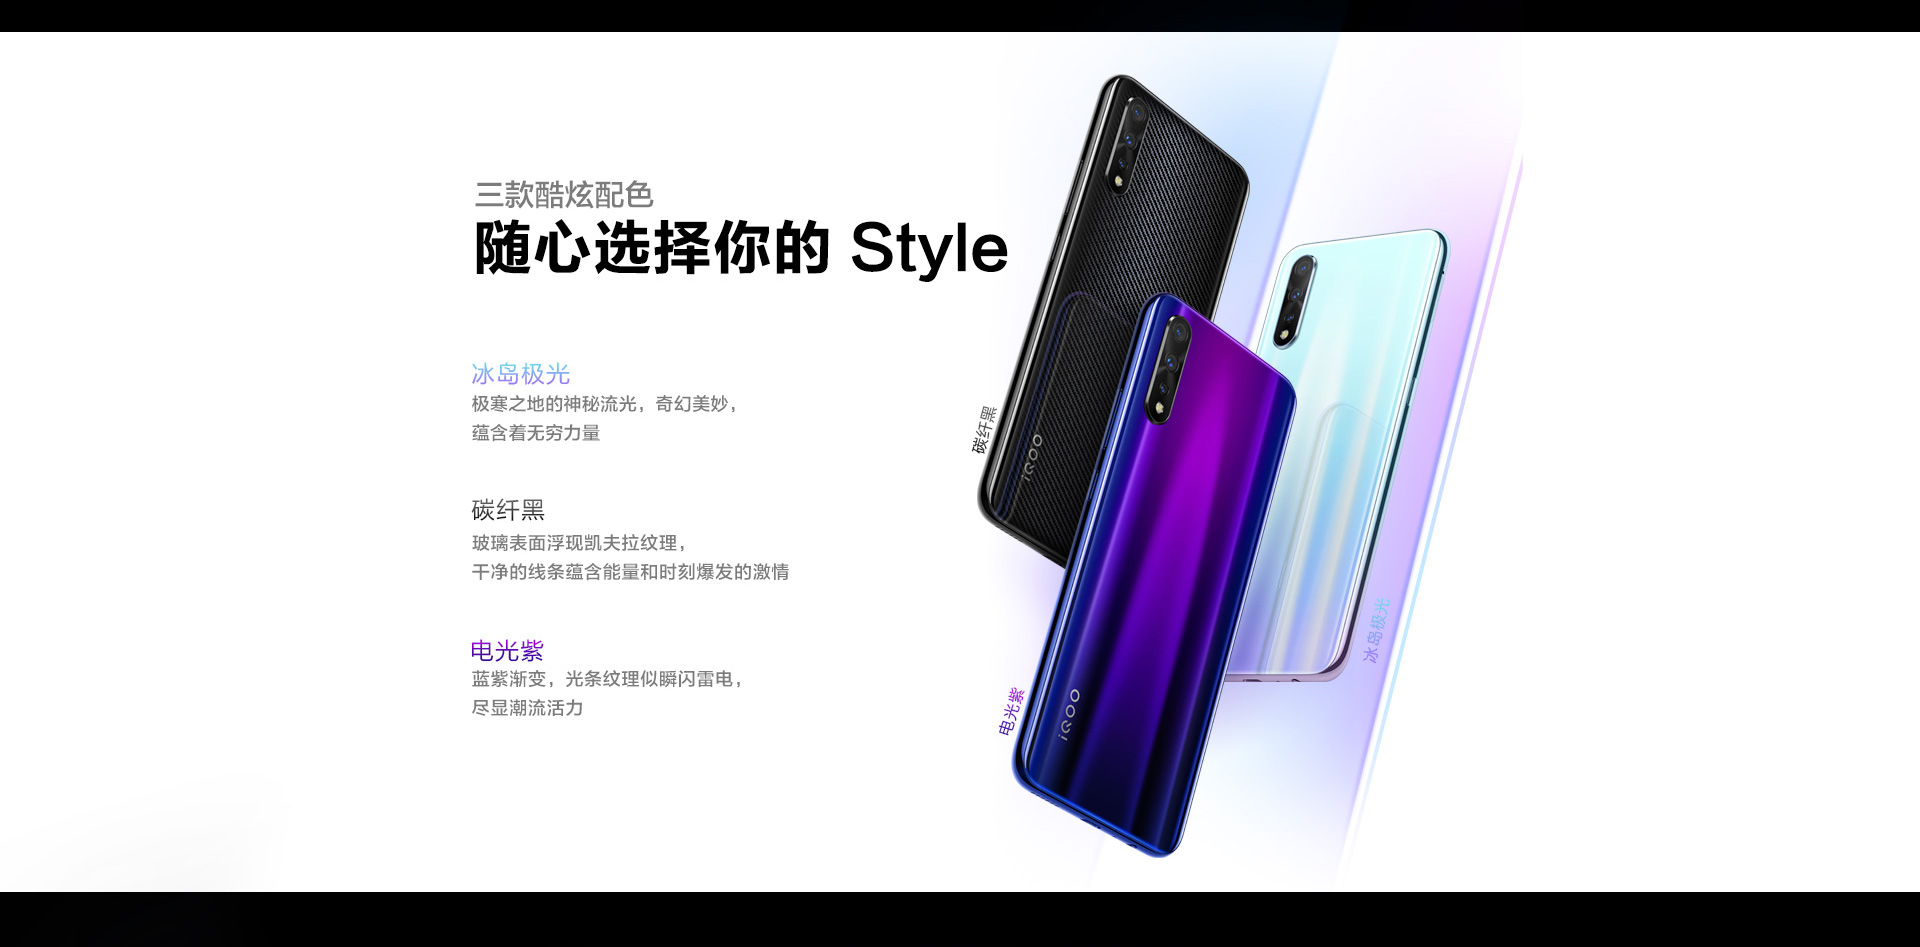 三款酷炫配色
随心选择你的 Style
冰岛极光
极寒之地的神秘流光，奇幻美妙，
蕴含着无穷力量
碳纤黑
玻璃表面浮现凯夫拉纹理，
干净的线条蕴含能量和时刻爆发的激情
电光紫
蓝紫渐变，光条纹理似瞬闪雷电，
尽显潮流活力
碳纤黑
iQOO
电光紫
iQOO
冰岛极光